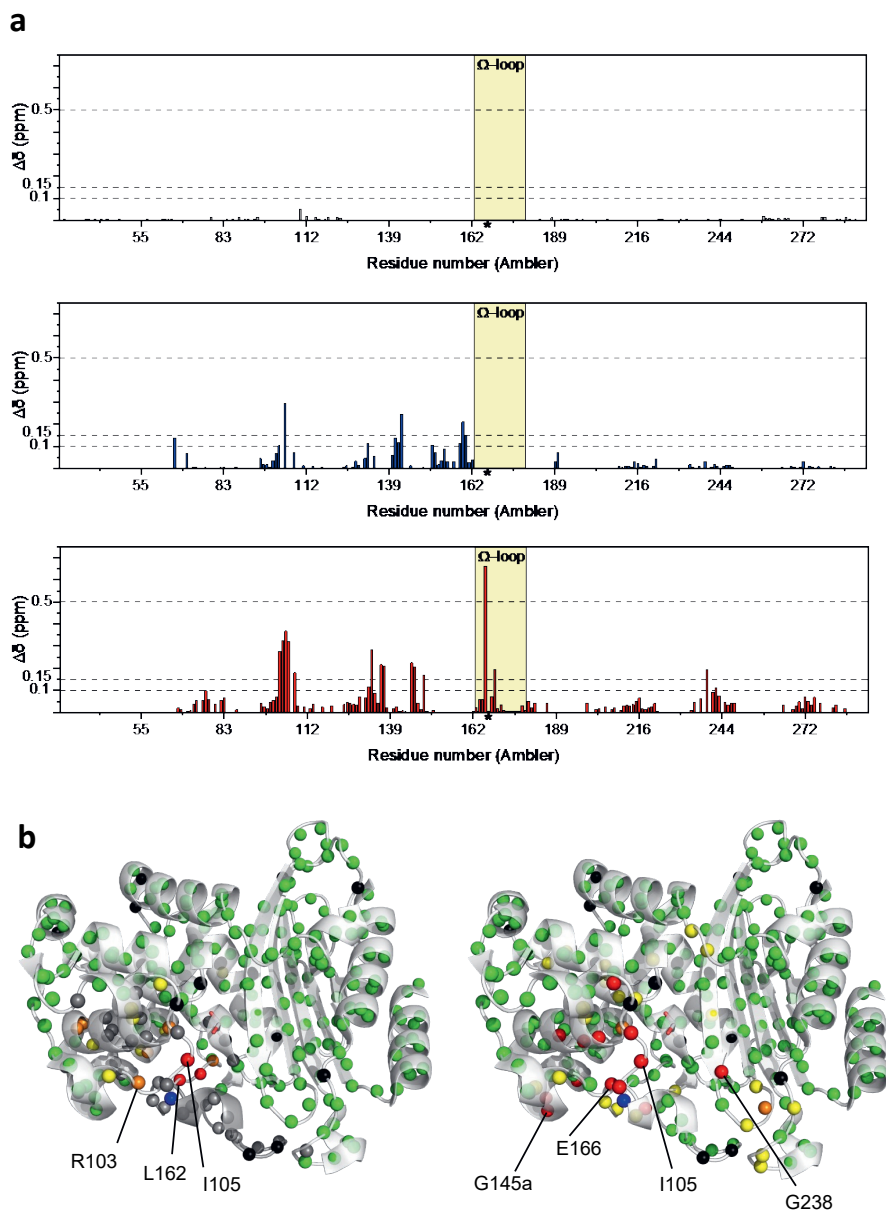 a
Ω–loop
Δδ (ppm)
0.5
0.15
0.1
55 83 112 139 162 189 216 244 272
*
Residue number (Ambler)
Ω–loop
Δδ (ppm)
0.5
0.15
0.1
55 83 112 139 162 189 216 244 272
*
Residue number (Ambler)
Ω–loop
Δδ (ppm)
0.5
0.15
0.1
55 83 112 139 162 189 216 244 272
*
Residue number (Ambler)
b
R103 L162 I105
G145a E166 I105 G238